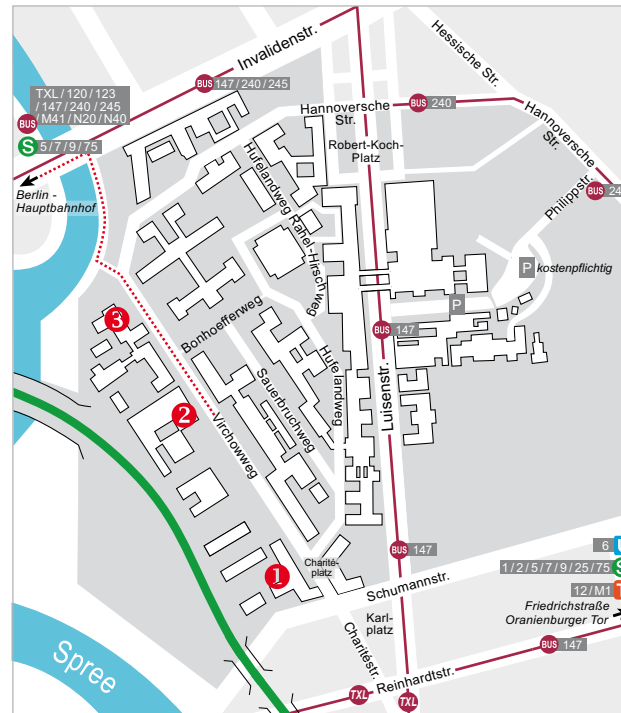 Invalidenstr.
Hessische Str.
BUS 147 / 240 / 245
TXL / 120 / 123
/ 147 / 240 / 245
BUS / M41 / N20 / N40
S 5 / 7 / 9 / 75
Berlin -
Hauptbahnhof
Hannoversche
Str.
BUS 240
Hannoversche
Str.
Robert-Koch-
Platz
Philippstr.
BUS 24
Hufelandweg
Rahel-Hirsch weg
P kostenpflichtig
P
3
Bonhoefferweg
BUS 147
Hufelandweg
Luisenstr.
Sauerbruchweg
2
Virchowweg
BUS 147
6 U
1 / 2 / 5 / 7 / 9 / 25 / 75 S
12 / M1 T
Friedrichstraße
Oranienburger Tor
1
Charité-
platz
Schumannstr.
Karl-
platz
Charitéstr.
BUS 147
Reinhardtstr.
Spree
TXL
TXL